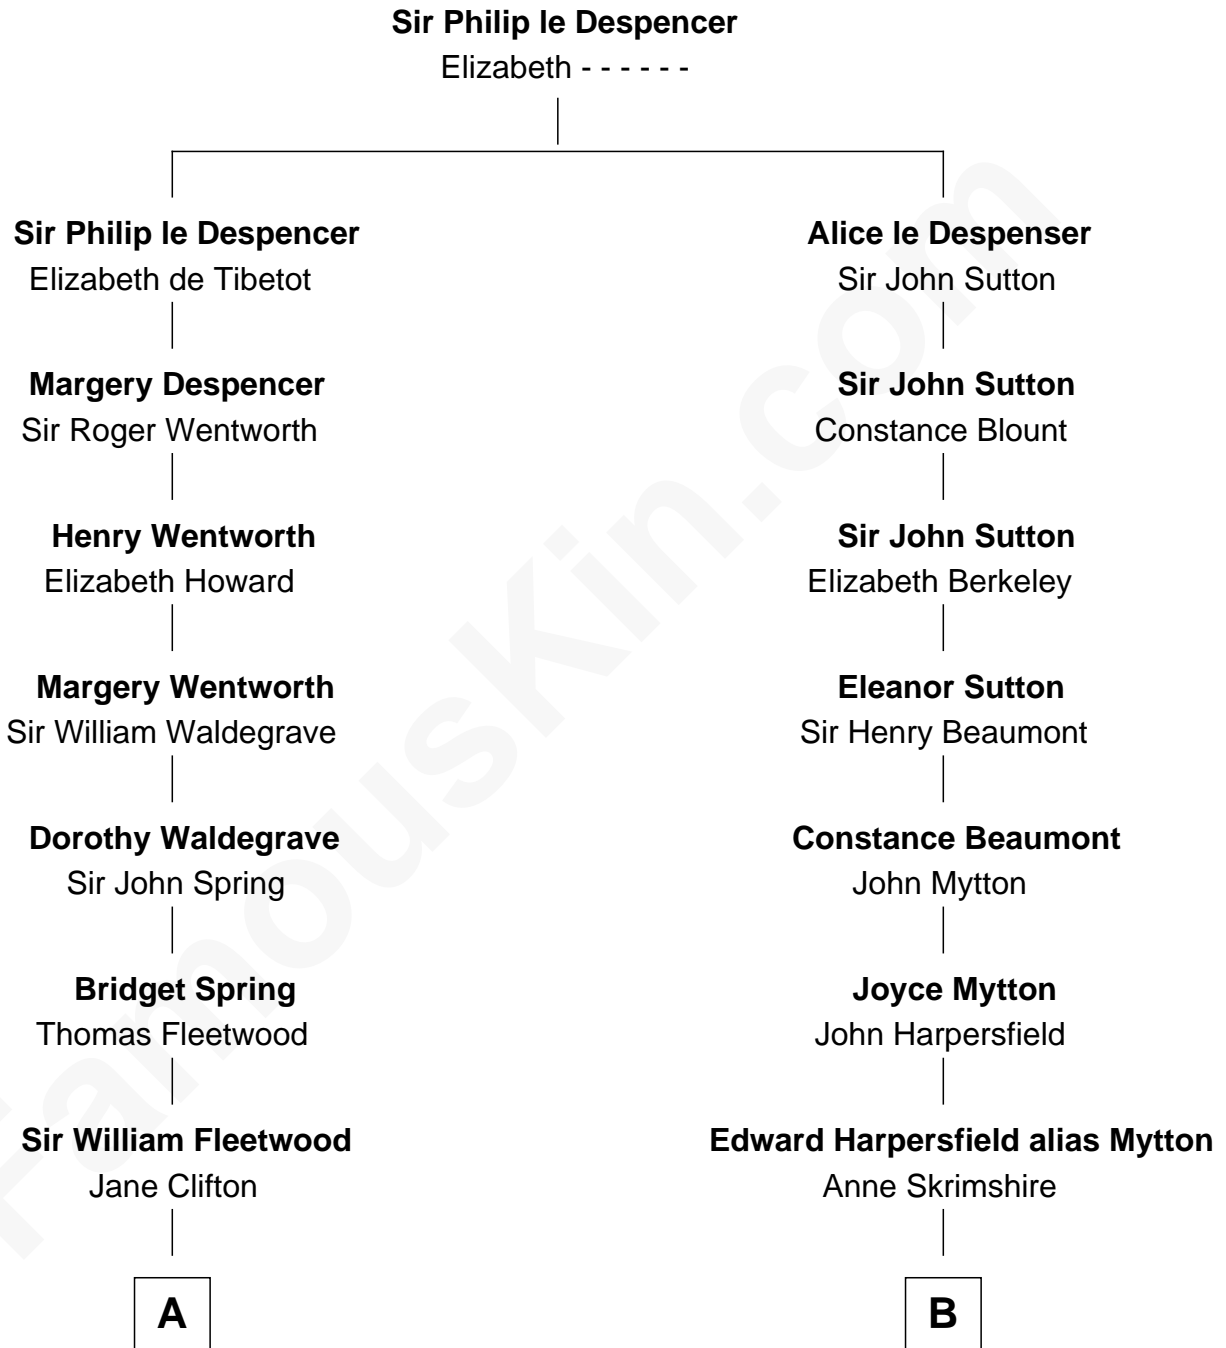 Sir Philip le Despencer
Elizabeth - - - - - -
Sir Philip le Despencer
Elizabeth de Tibetot
Alice le Despenser
Sir John Sutton
Margery Despencer
Sir Roger Wentworth
Sir John Sutton
Constance Blount
Henry Wentworth
Elizabeth Howard
Sir John Sutton
Elizabeth Berkeley
Margery Wentworth
Sir William Waldegrave
Eleanor Sutton
Sir Henry Beaumont
Dorothy Waldegrave
Sir John Spring
Constance Beaumont
John Mytton
Bridget Spring
Thomas Fleetwood
Joyce Mytton
John Harpersfield
Sir William Fleetwood
Jane Clifton
Edward Harpersfield alias Mytton
Anne Skrimshire
A
B
FamousKin.com